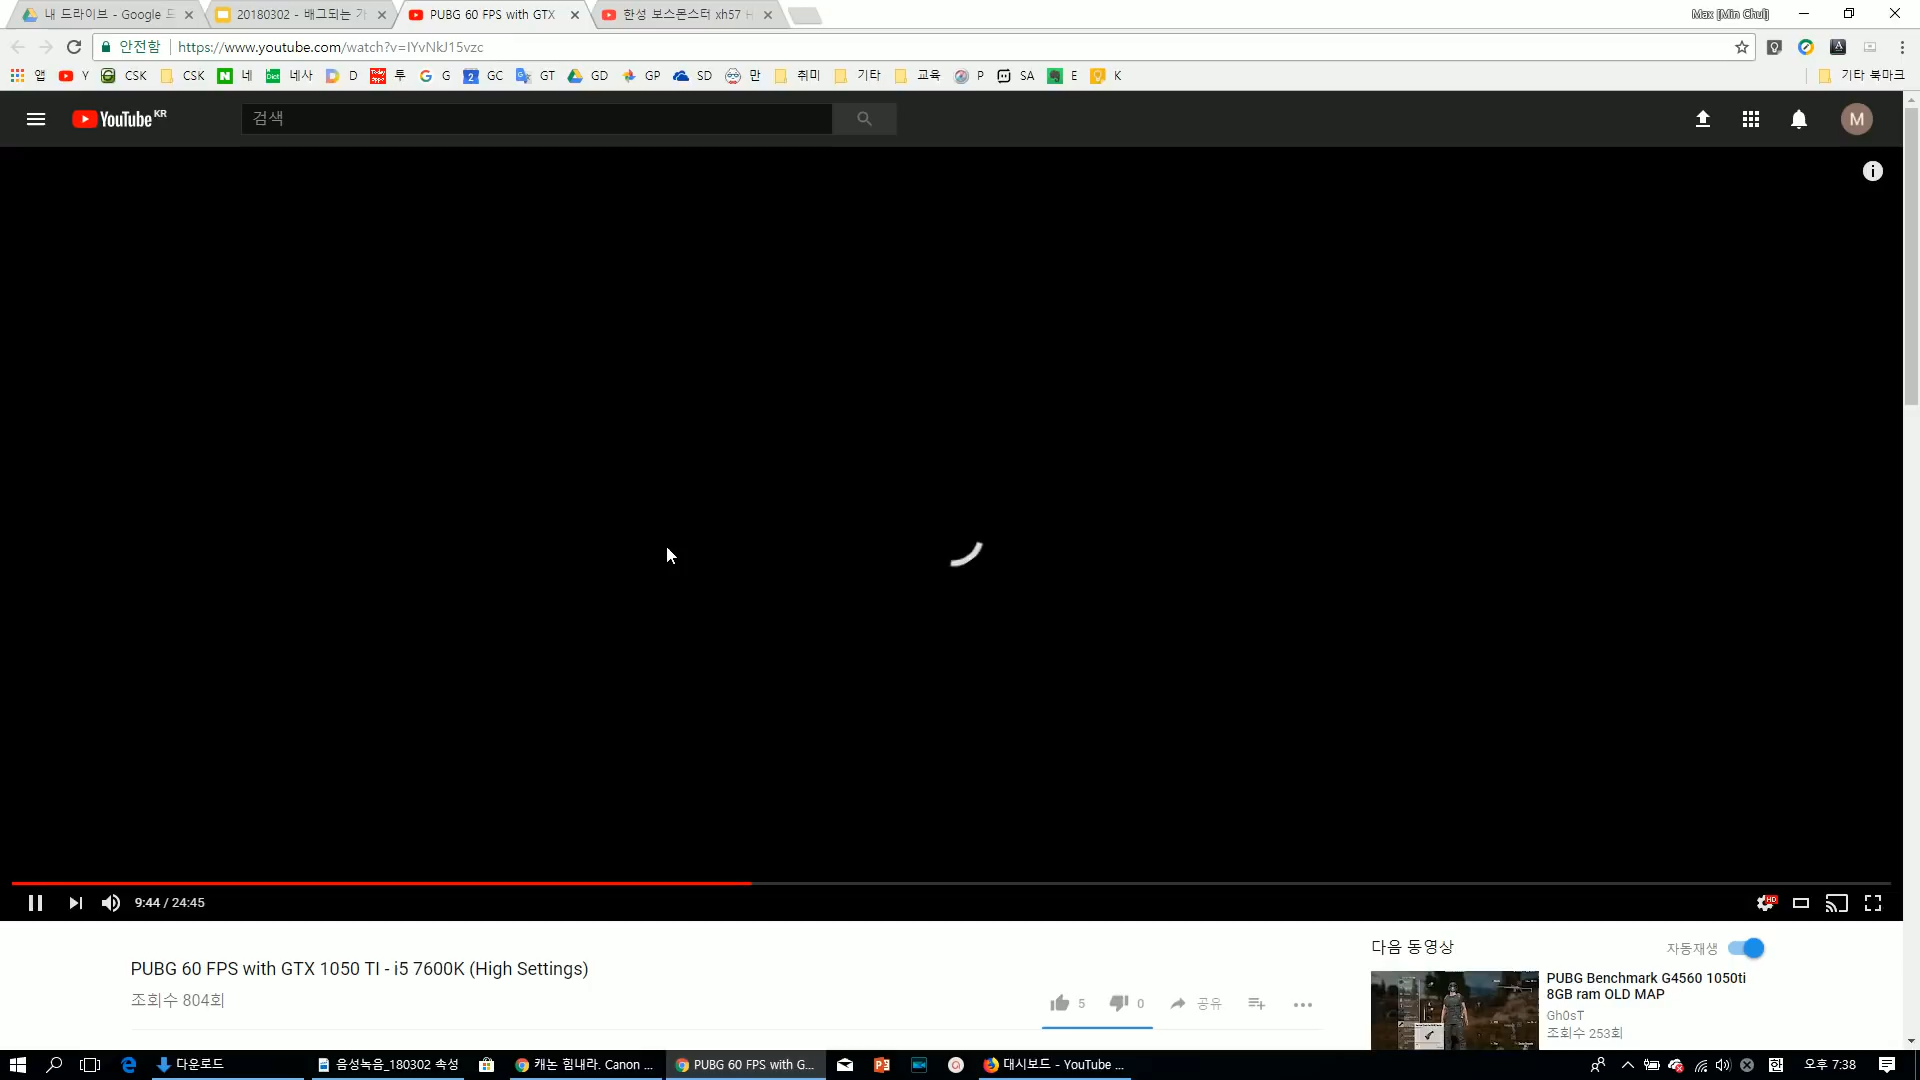 내 드라이브 - Google 드
20180302 - 배그되는 가
PUBG 60 FPS with GTX
한성 보스몬스터 xh57 H
Max [Min Chul]
안전함
https://www.youtube.com/watch?v=IYvNkJ15vzc
앱 Y CSK CSK 네 네사 D 투 G GC GT GD GP SD 만 취미 기타 교육 P SA E K 기타 북마크
YouTube KR
검색
M
9:44 / 24:45
HD
다음 동영상
자동재생
PUBG 60 FPS with GTX 1050 TI - i5 7600K (High Settings)
조회수 804회
5 0 공유
PUBG Benchmark G4560 1050ti
8GB ram OLD MAP
Gh0sT
조회수 253회
다운로드
음성녹음_180302 속성
캐논 힘내라. Canon ...
PUBG 60 FPS with G...
대시보드 - YouTube ...
한
오후 7:38